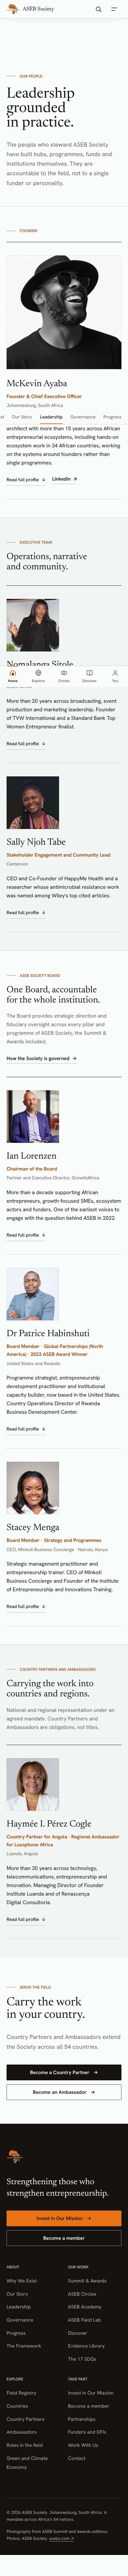 ASEB Society
OUR PEOPLE
Leadership
grounded
in practice.
The people who steward ASEB Society
have built hubs, programmes, funds and
institutions themselves. They are
accountable to the field, not to a single
funder or personality.
FOUNDER
McKevin Ayaba
Founder & Chief Executive Officer
Johannesburg, South Africa
Our Story Leadership Governance Progress
architect with more than 15 years across African
entrepreneurial ecosystems, including hands-on
ecosystem work in 34 African countries, working
on the systems around founders rather than
single programmes.
Read full profile ↓ LinkedIn ↗
EXECUTIVE TEAM
Operations, narrative
and community.
Nomalanga Sitole
Home Explore Circles Discover You
More than 20 years across broadcasting, event
production and marketing leadership. Founder
of TVW International and a Standard Bank Top
Women Entrepreneur finalist.
Read full profile ↓
Sally Njoh Tabe
Stakeholder Engagement and Community Lead
Cameroon
CEO and Co-Founder of HappyMe Health and a
researcher whose antimicrobial resistance work
was named among Wiley's top cited articles.
Read full profile ↓
ASEB SOCIETY BOARD
One Board, accountable
for the whole institution.
The Board provides strategic direction and
fiduciary oversight across every pillar and
programme of the ecosystem; the Summit &
Awards included.
How the Society is governed →
Ian Lorenzen
Chairman of the Board
Partner and Executive Director, GrowthAfrica
More than a decade supporting African
entrepreneurs, growth-focused SMEs, ecosystem
teams and funders. One of the earliest voices to
engage with the question behind ASEB in 2022.
Read full profile ↓
Dr Patrice Habinshuti
Board Member · Global Partnerships (North
America) · 2023 ASEB Award Winner
United States and Rwanda
Programme strategist, entrepreneurship
development practitioner and institutional
capacity builder, now based in the United States.
Country Operations Director of Rwanda
Business Development Center.
Read full profile ↓
Stacey Menga
Board Member · Strategy and Programmes
CEO, Minkoti Business Concierge · Nairobi, Kenya
Strategic management practitioner and
entrepreneurship trainer. CEO of Minkoti
Business Concierge and Founder of the Institute
of Entrepreneurship and Innovations Training.
Read full profile ↓
COUNTRY PARTNERS AND AMBASSADORS
Carrying the work into
countries and regions.
National and regional representation under an
agreed mandate. Country Partners and
Ambassadors are obligations, not titles.
Haymée I. Pérez Cogle
Country Partner for Angola · Regional Ambassador
for Lusophone Africa
Luanda, Angola
More than 30 years across technology,
telecommunications, entrepreneurship and
innovation. Managing Director of Founder
Institute Luanda and of Renascença
Digital Consultoria.
Read full profile ↓
SERVE THE FIELD
Carry the work
in your country.
Country Partners and Ambassadors extend
the Society across all 54 countries.
Become a Country Partner →
Become an Ambassador →
Strengthening those who
strengthen entrepreneurship.
Invest in Our Mission →
Become a member
ABOUT
Why We Exist
Our Story
Leadership
Governance
Progress
The Framework
OUR WORK
Summit & Awards
ASEB Circles
ASEB Academy
ASEB Field Lab
Discover
Evidence Library
The 17 SDGs
EXPLORE
Field Registry
Countries
Country Partners
Ambassadors
Roles in the field
Green and Climate
Economy
TAKE PART
Invest in Our Mission
Become a member
Partnerships
Funders and DFIs
Work With Us
Contact
© 2026 ASEB Society. Johannesburg, South Africa. A
mandate across Africa's 54 nations.
Photography from ASEB Summit and Awards editions.
Photos: ASEB Society.